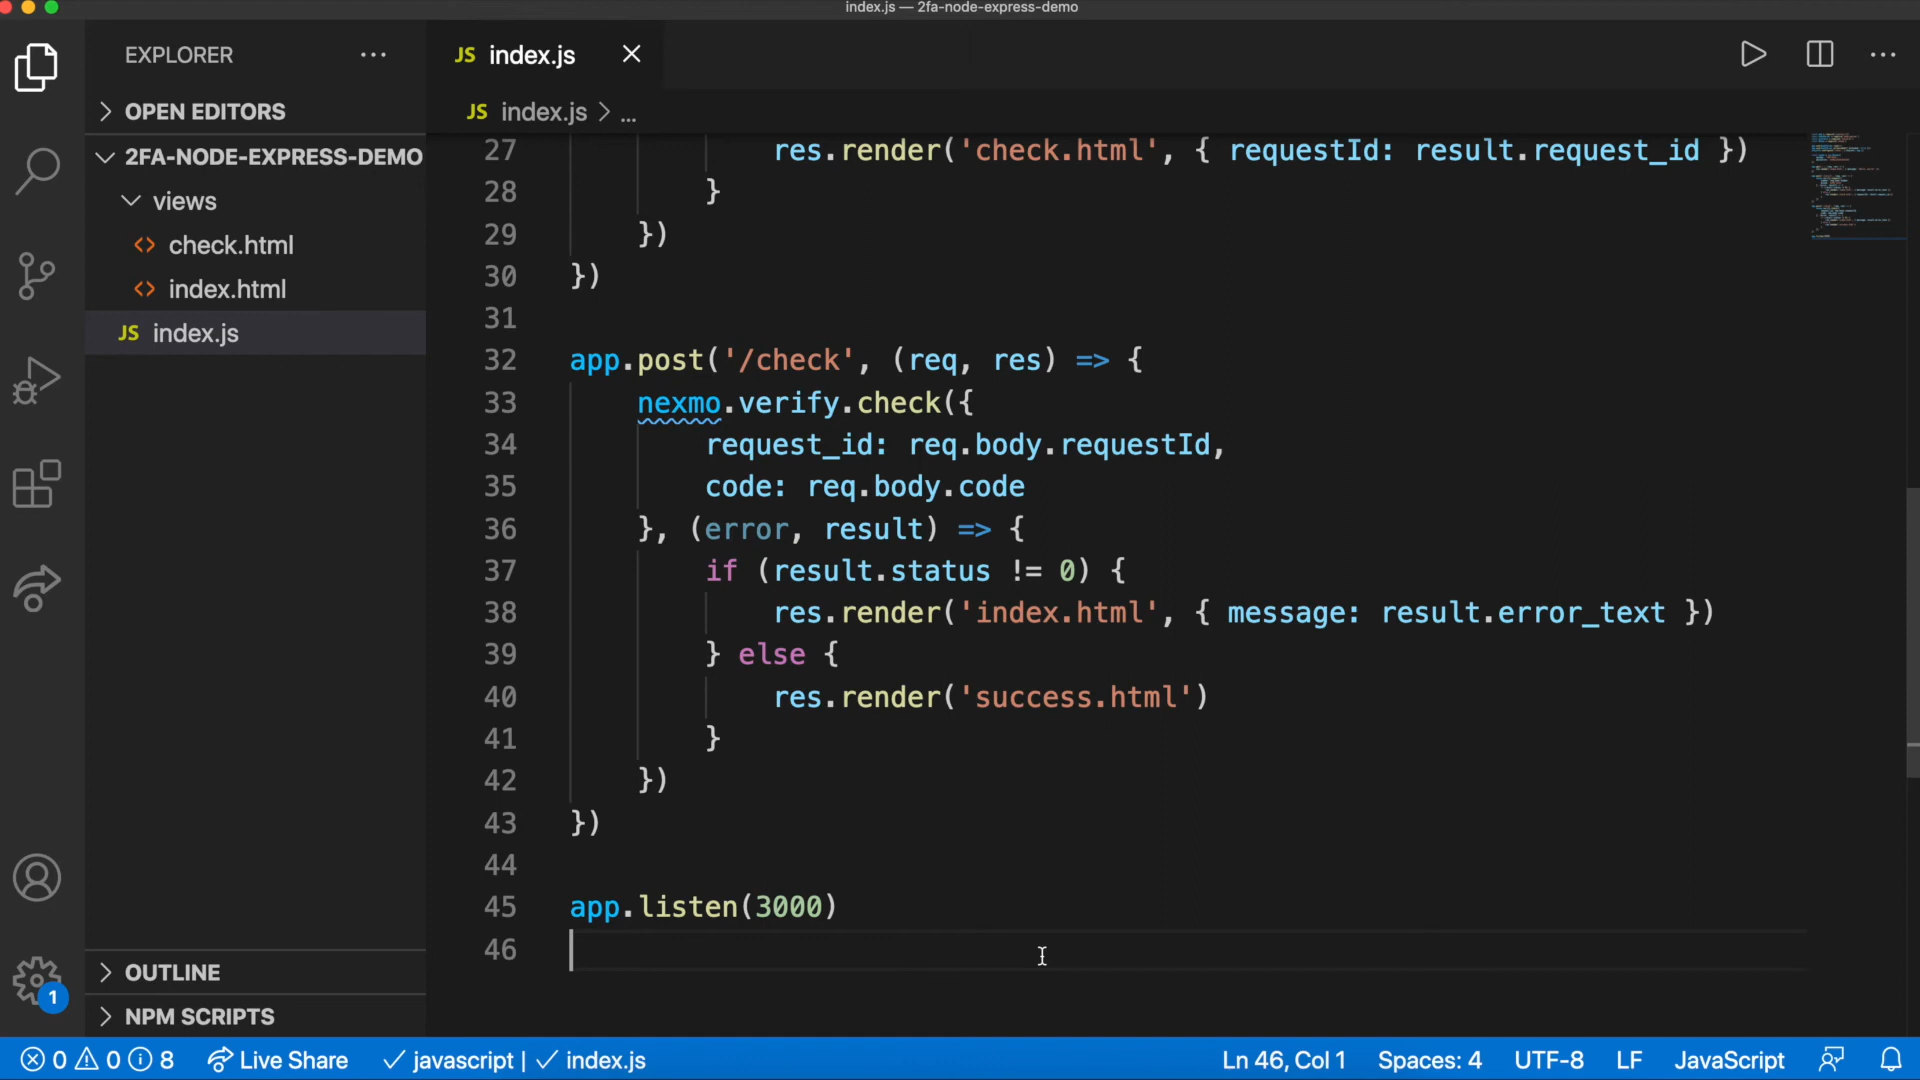 index.js — 2fa-node-express-demo
EXPLORER
JS index.js
OPEN EDITORS
JS index.js > ...
2FA-NODE-EXPRESS-DEMO
views
check.html
index.html
JS index.js
27 res.render('check.html', { requestId: result.request_id })
28 }
29 })
30 })
31
32 app.post('/check', (req, res) => {
33 nexmo.verify.check({
34 request_id: req.body.requestId,
35 code: req.body.code
36 }, (error, result) => {
37 if (result.status != 0) {
38 res.render('index.html', { message: result.error_text })
39 } else {
40 res.render('success.html')
41 }
42 })
43 })
44
45 app.listen(3000)
46
OUTLINE
NPM SCRIPTS
1
0 0 8 Live Share javascript | index.js Ln 46, Col 1 Spaces: 4 UTF-8 LF JavaScript